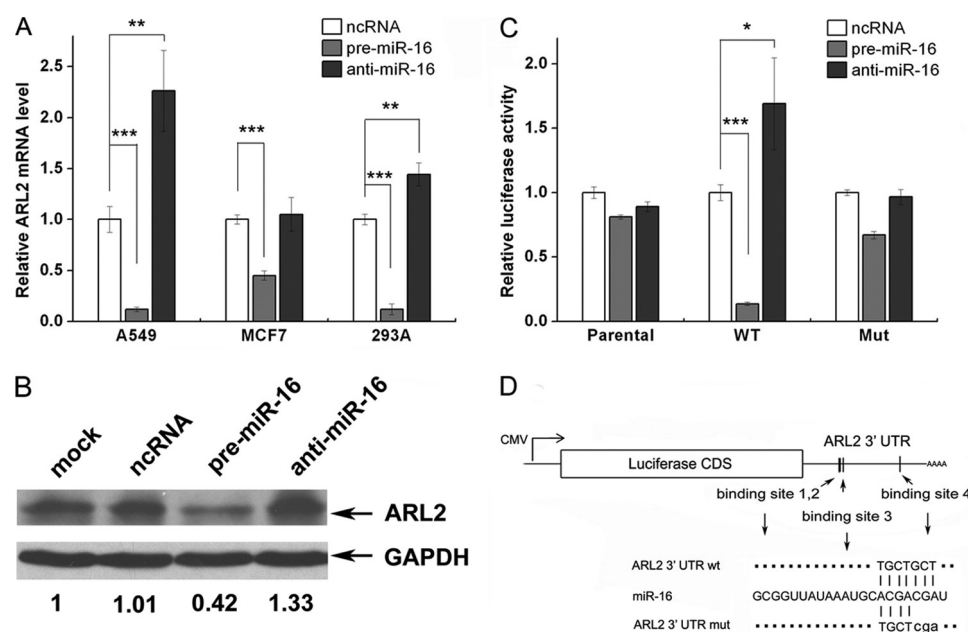 A
Relative ARL2 mRNA level
3.0
2.5
2.0
1.5
1.0
0.5
0.0
ncRNA
pre-miR-16
anti-miR-16
**
***
***
**
***
A549 MCF7 293A
B
mock ncRNA pre-miR-16 anti-miR-16
ARL2
GAPDH
1 1.01 0.42 1.33
C
Relative luciferase activity
2.0
1.5
1.0
0.5
0.0
ncRNA
pre-miR-16
anti-miR-16
*
***
Parental WT Mut
D
CMV
Luciferase CDS
ARL2 3' UTR
AAAA
binding site 1,2
binding site 3
binding site 4
ARL2 3' UTR wt TGCTGCT
miR-16 GCGGUUAUAAAUGCACGACGAU
ARL2 3' UTR mut TGCTcga